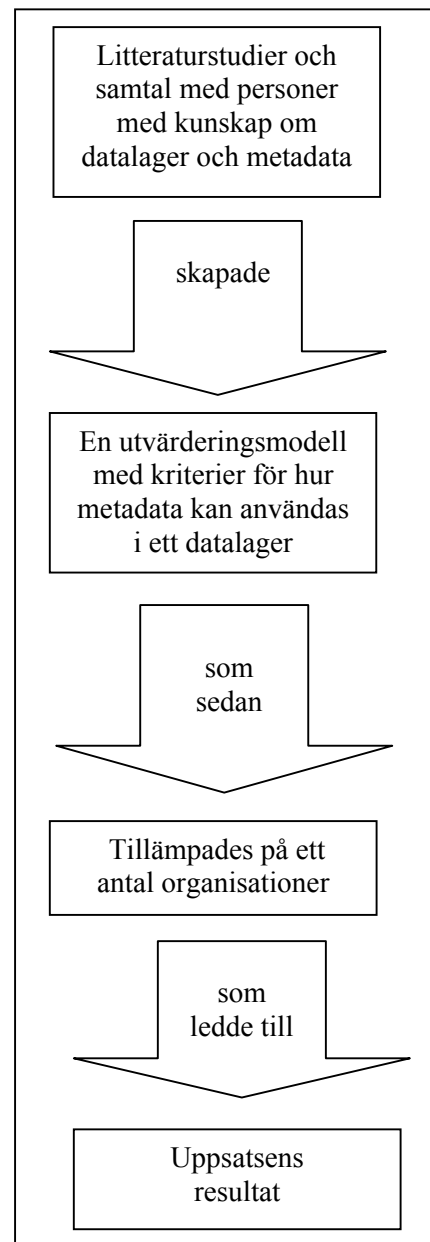 Litteraturstudier och
samtal med personer
med kunskap om
datalager och metadata
skapade
En utvärderingsmodell
med kriterier för hur
metadata kan användas
i ett datalager
som
sedan
Tillämpades på ett
antal organisationer
som
ledde till
Uppsatsens
resultat